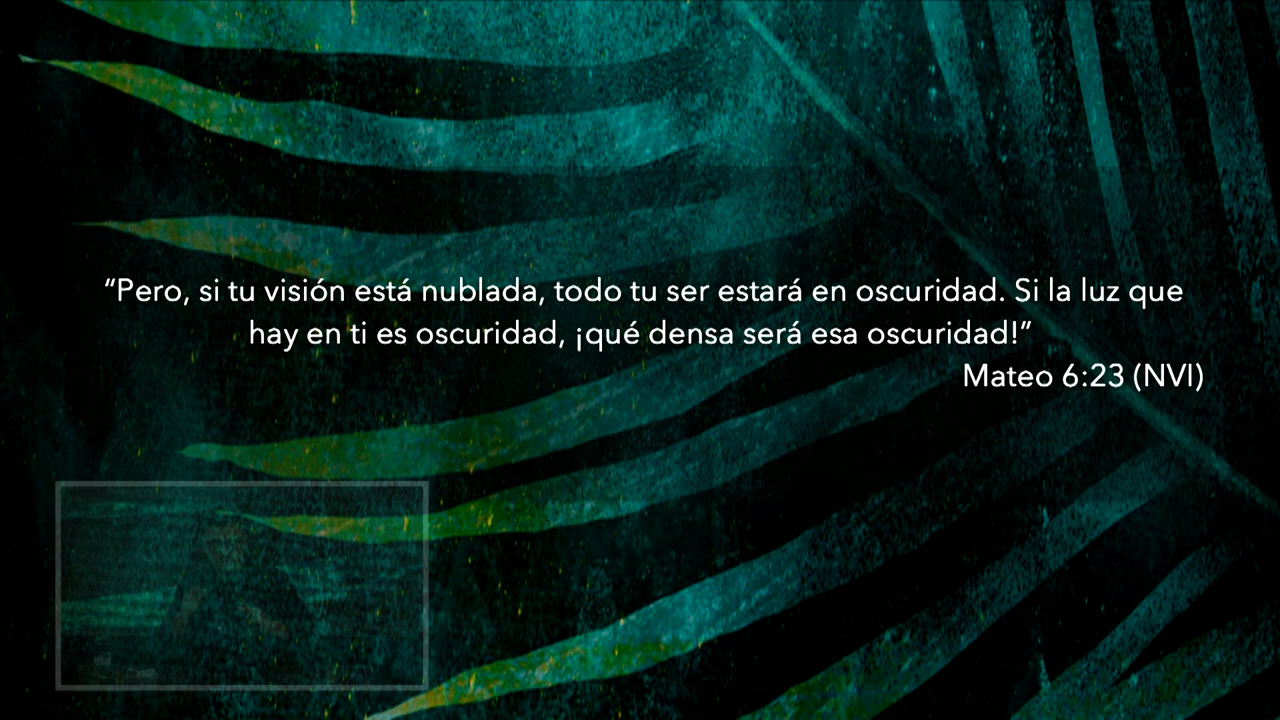 “Pero, si tu visión está nublada, todo tu ser estará en oscuridad. Si la luz que
hay en ti es oscuridad, ¡qué densa será esa oscuridad!”
Mateo 6:23 (NVI)